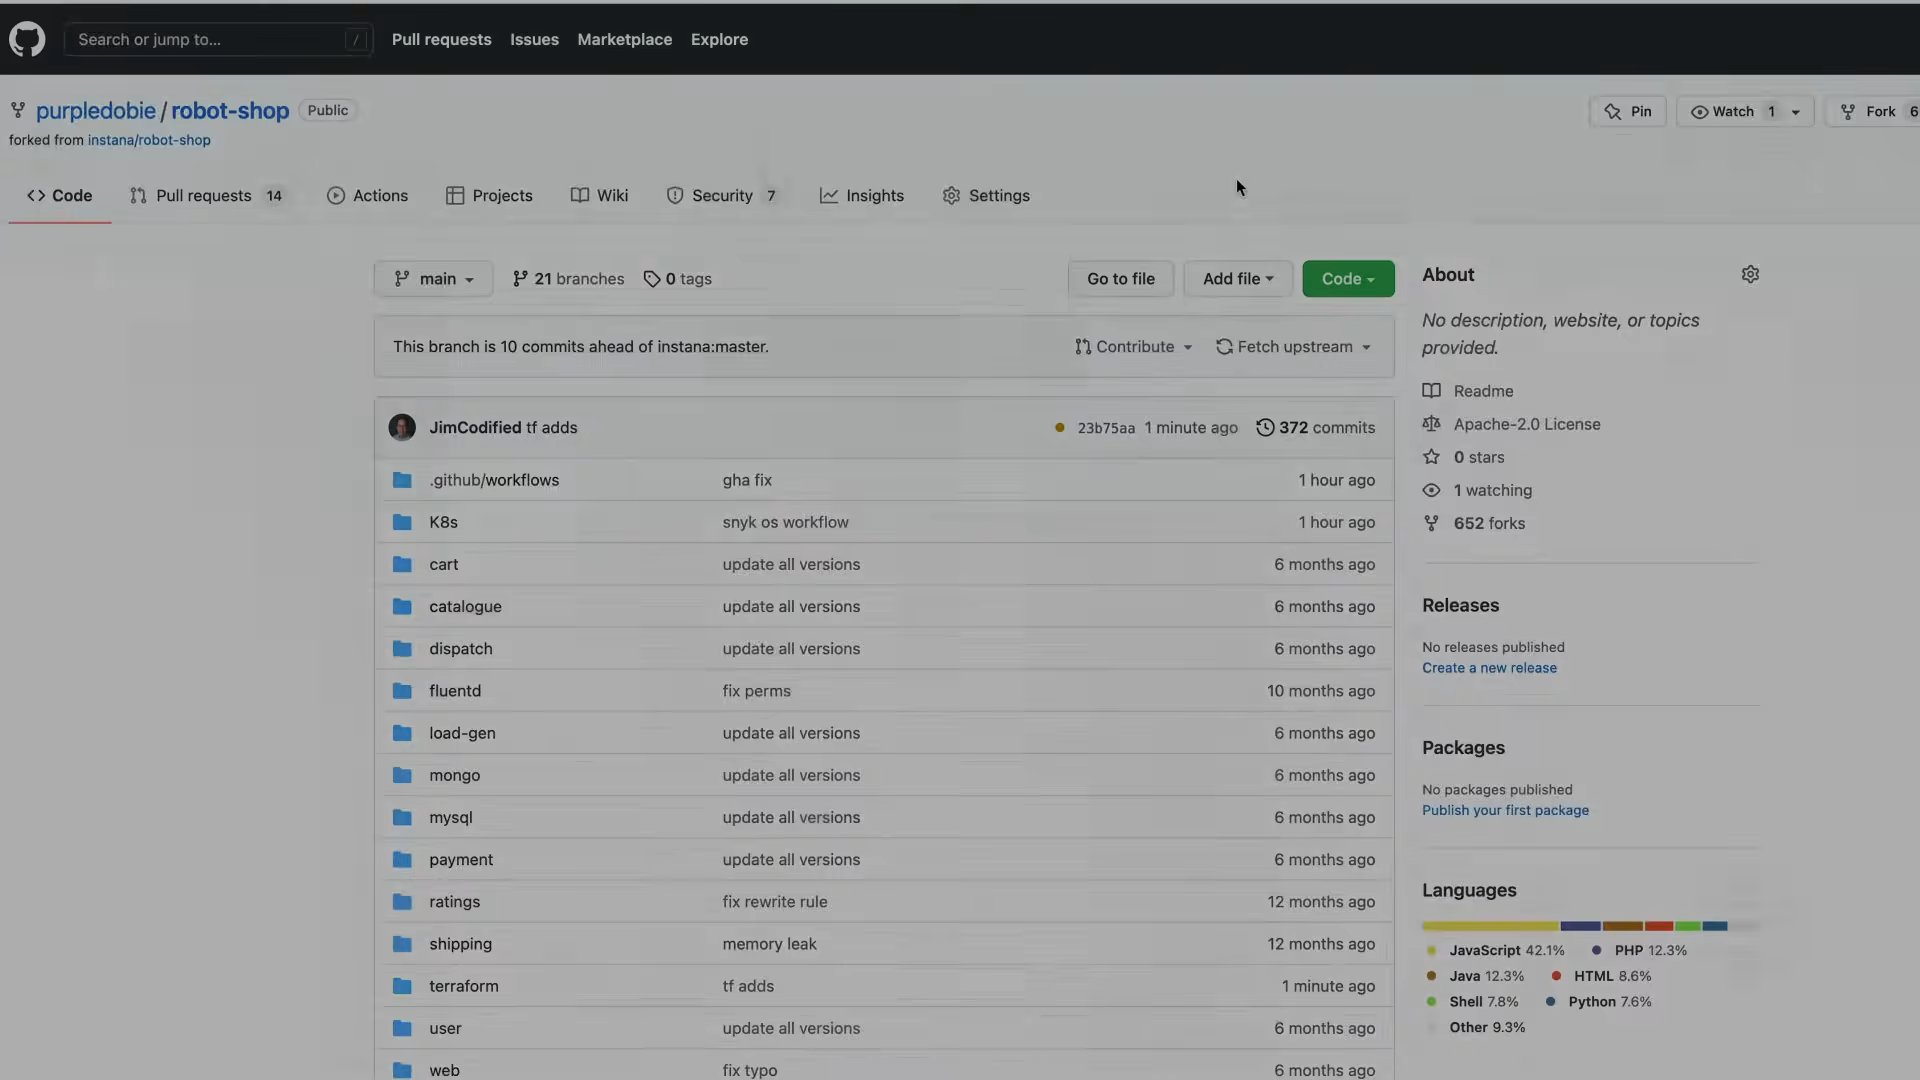 Search or jump to... /
Pull requests Issues Marketplace Explore
purpledobie / robot-shop Public
Pin Watch 1 Fork 6
forked from instana/robot-shop
Code Pull requests 14 Actions Projects Wiki Security 7 Insights Settings
main 21 branches 0 tags Go to file Add file Code
This branch is 10 commits ahead of instana:master. Contribute Fetch upstream
JimCodified tf adds 23b75aa 1 minute ago 372 commits
.github/workflows gha fix 1 hour ago
K8s snyk os workflow 1 hour ago
cart update all versions 6 months ago
catalogue update all versions 6 months ago
dispatch update all versions 6 months ago
fluentd fix perms 10 months ago
load-gen update all versions 6 months ago
mongo update all versions 6 months ago
mysql update all versions 6 months ago
payment update all versions 6 months ago
ratings fix rewrite rule 12 months ago
shipping memory leak 12 months ago
terraform tf adds 1 minute ago
user update all versions 6 months ago
web fix typo 6 months ago
About
No description, website, or topics
provided.
Readme
Apache-2.0 License
0 stars
1 watching
652 forks
Releases
No releases published
Create a new release
Packages
No packages published
Publish your first package
Languages
JavaScript 42.1% PHP 12.3%
Java 12.3% HTML 8.6%
Shell 7.8% Python 7.6%
Other 9.3%